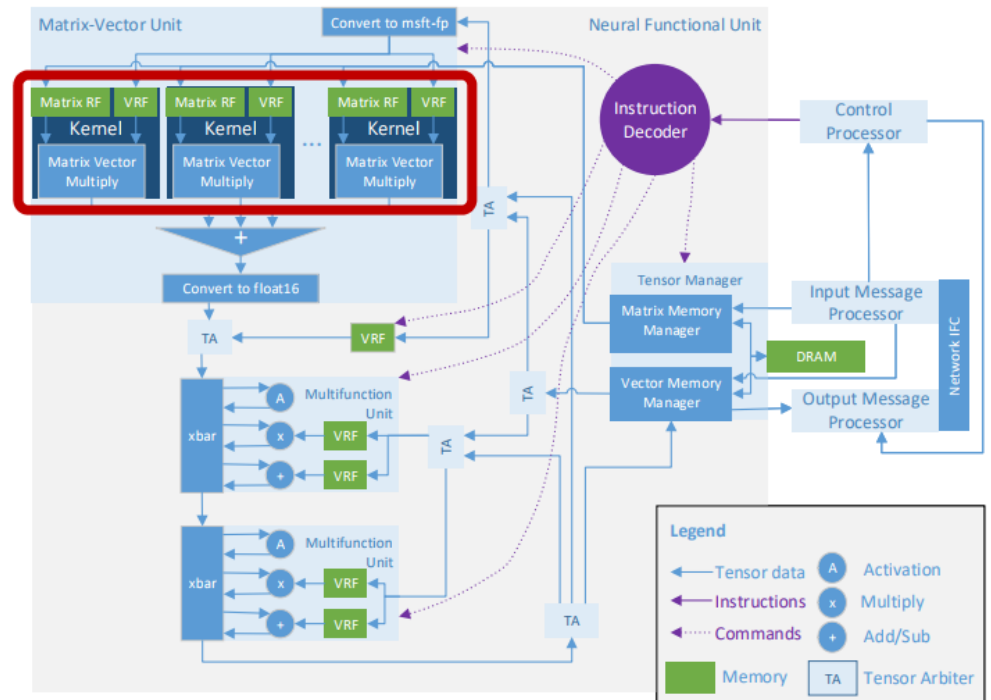 Matrix-Vector Unit
Convert to msft-fp
Neural Functional Unit
Matrix RF
VRF
Matrix RF
VRF
Matrix RF
VRF
Kernel
Kernel
...
Kernel
Matrix Vector
Multiply
Matrix Vector
Multiply
Matrix Vector
Multiply
Instruction
Decoder
Control
Processor
TA
+
Convert to float16
Tensor Manager
Matrix Memory
Manager
Input Message
Processor
TA
VRF
DRAM
Network IFC
Vector Memory
Manager
Output Message
Processor
TA
xbar
A
Multifunction
Unit
x
VRF
+
VRF
TA
xbar
A
Multifunction
Unit
x
VRF
+
VRF
TA
Legend
Tensor data
A
Activation
Instructions
x
Multiply
Commands
+
Add/Sub
Memory
TA
Tensor Arbiter